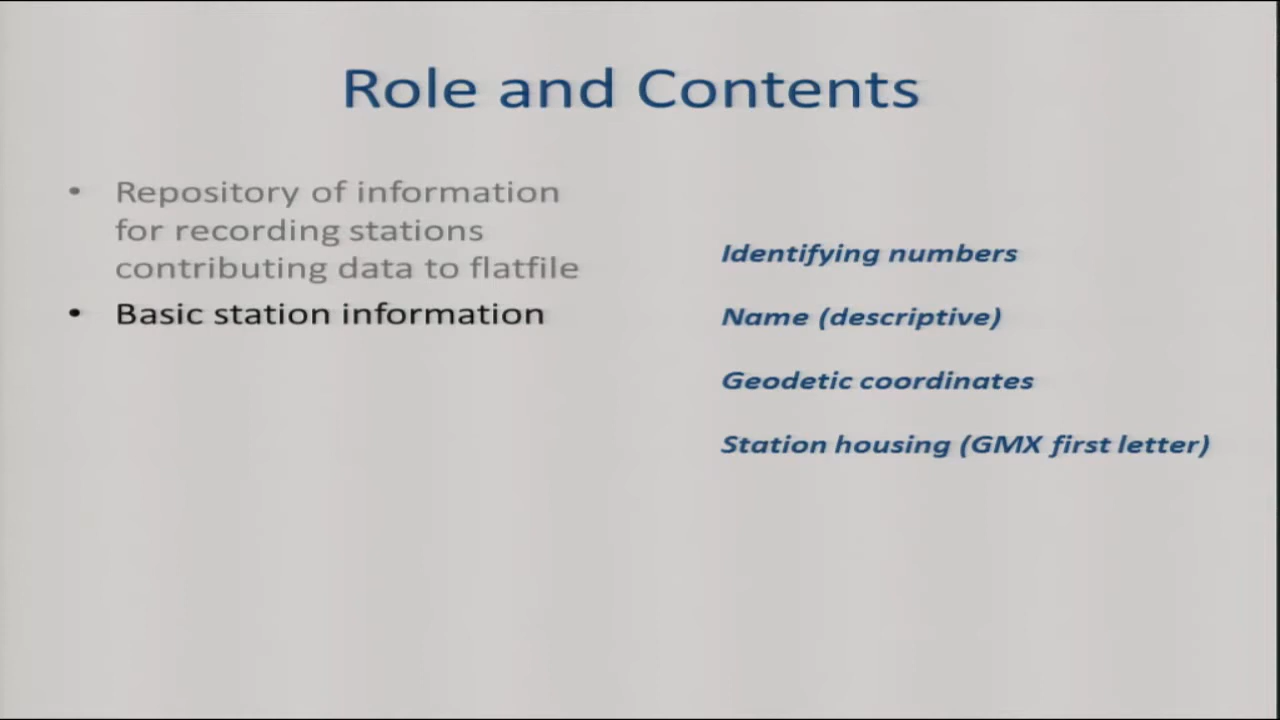 Role and Contents
• Repository of information
for recording stations
contributing data to flatfile
• Basic station information
Identifying numbers
Name (descriptive)
Geodetic coordinates
Station housing (GMX first letter)